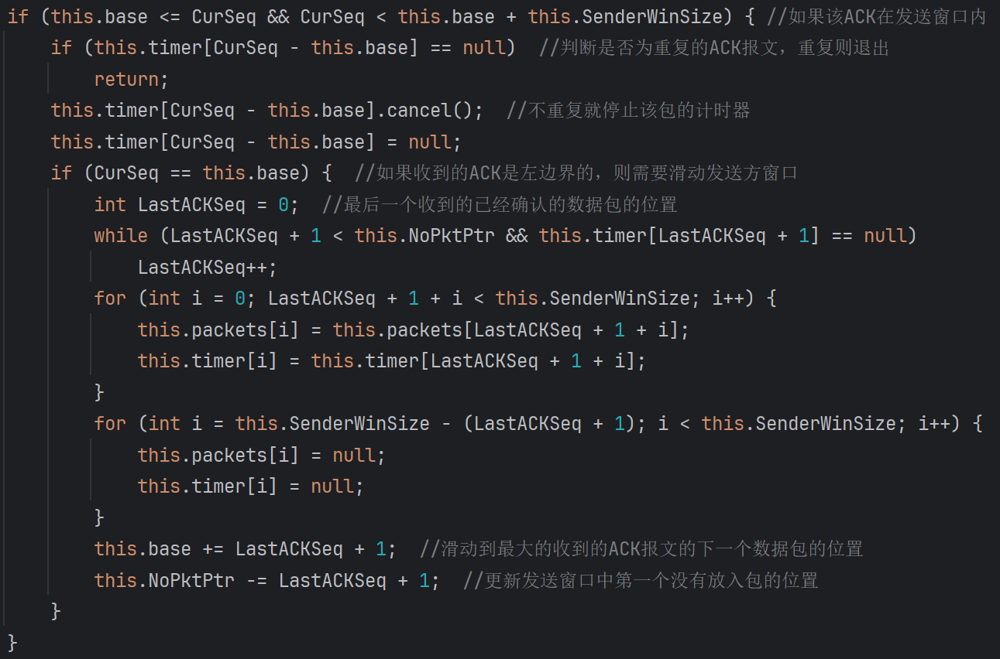 if (this.base <= CurSeq && CurSeq < this.base + this.SenderWinSize) { //如果该ACK在发送窗口内
    if (this.timer[CurSeq - this.base] == null)  //判断是否为重复的ACK报文，重复则退出
        return;
    this.timer[CurSeq - this.base].cancel();  //不重复就停止该包的计时器
    this.timer[CurSeq - this.base] = null;
    if (CurSeq == this.base) {  //如果收到的ACK是左边界的，则需要滑动发送方窗口
        int LastACKSeq = 0;  //最后一个收到的已经确认的数据包的位置
        while (LastACKSeq + 1 < this.NoPktPtr && this.timer[LastACKSeq + 1] == null)
            LastACKSeq++;
        for (int i = 0; LastACKSeq + 1 + i < this.SenderWinSize; i++) {
            this.packets[i] = this.packets[LastACKSeq + 1 + i];
            this.timer[i] = this.timer[LastACKSeq + 1 + i];
        }
        for (int i = this.SenderWinSize - (LastACKSeq + 1); i < this.SenderWinSize; i++) {
            this.packets[i] = null;
            this.timer[i] = null;
        }
        this.base += LastACKSeq + 1;  //滑动到最大的收到的ACK报文的下一个数据包的位置
        this.NoPktPtr -= LastACKSeq + 1;  //更新发送窗口中第一个没有放入包的位置
    }
}